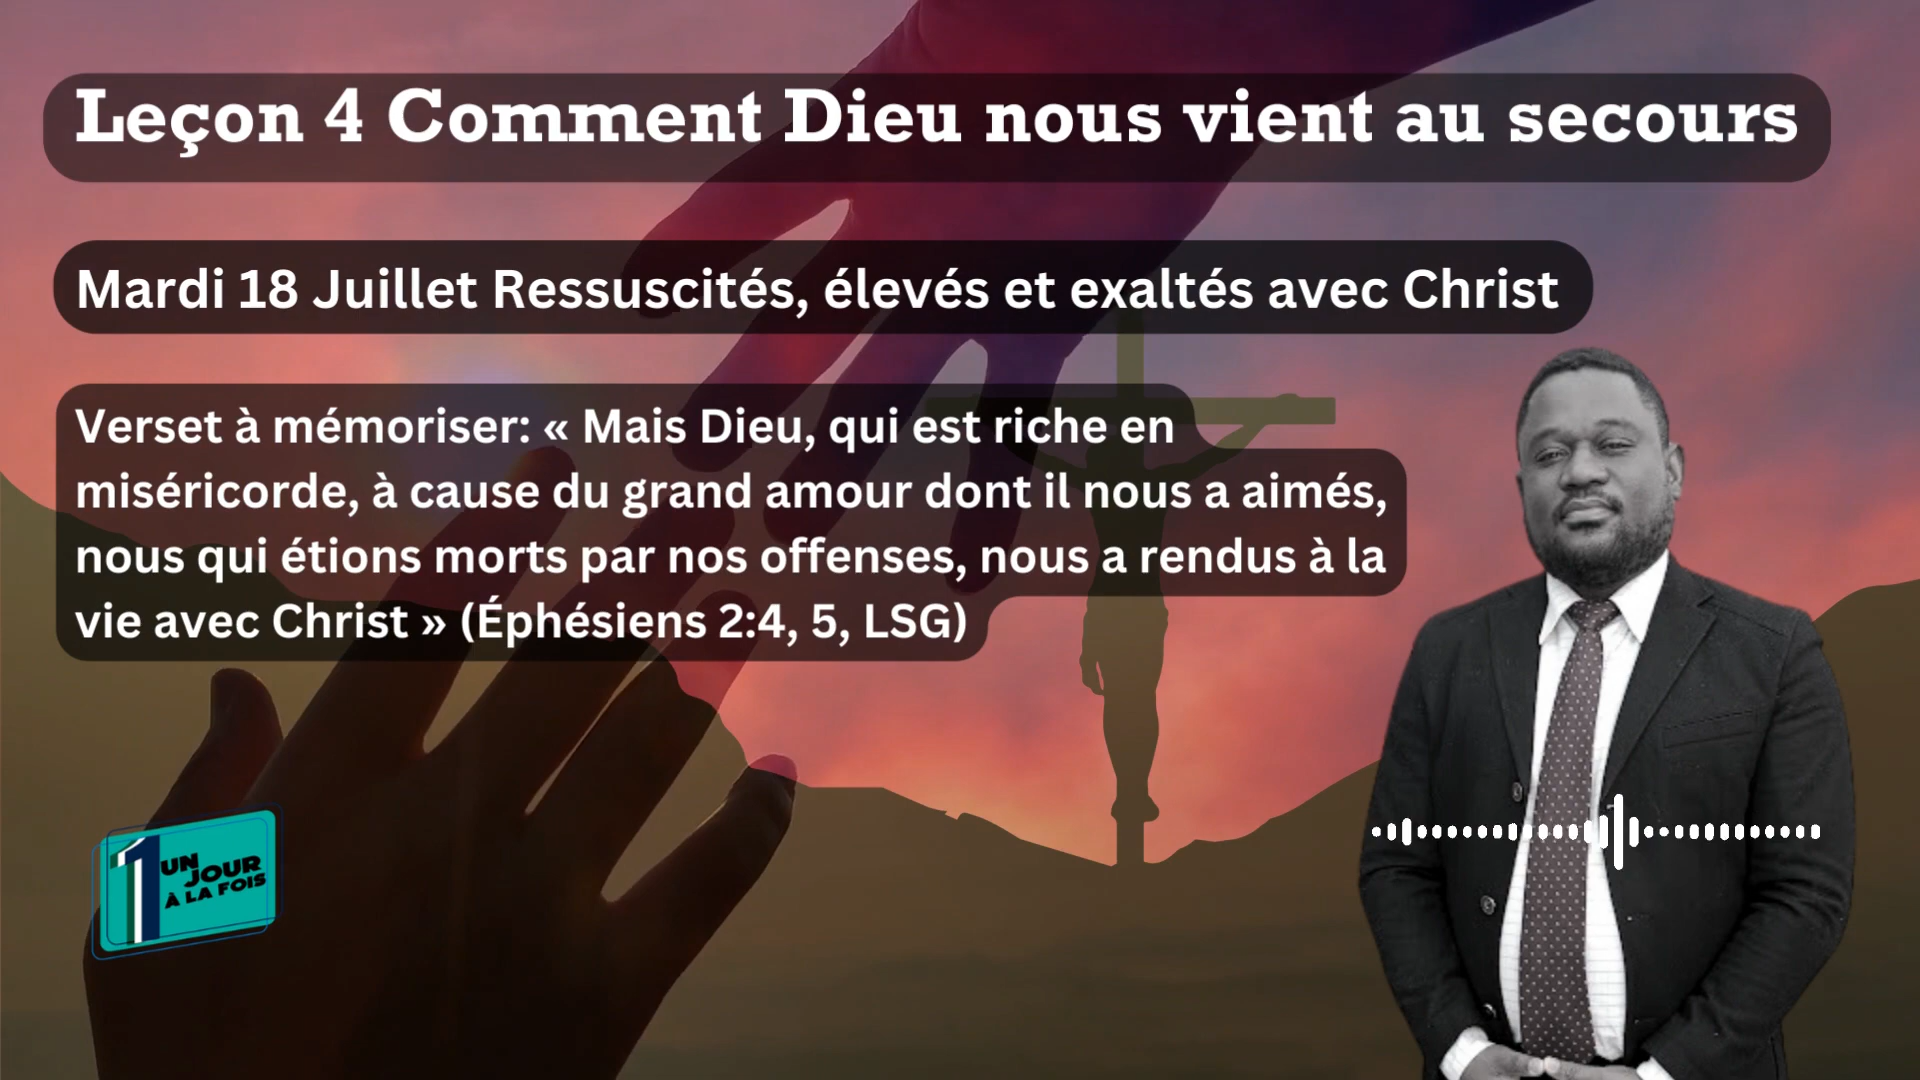 Leçon 4 Comment Dieu nous vient au secours
Mardi 18 Juillet Ressuscités, élevés et exaltés avec Christ
Verset à mémoriser: « Mais Dieu, qui est riche en
miséricorde, à cause du grand amour dont il nous a aimés,
nous qui étions morts par nos offenses, nous a rendus à la
vie avec Christ » (Éphésiens 2:4, 5, LSG)
1 UN
JOUR
À LA FOIS